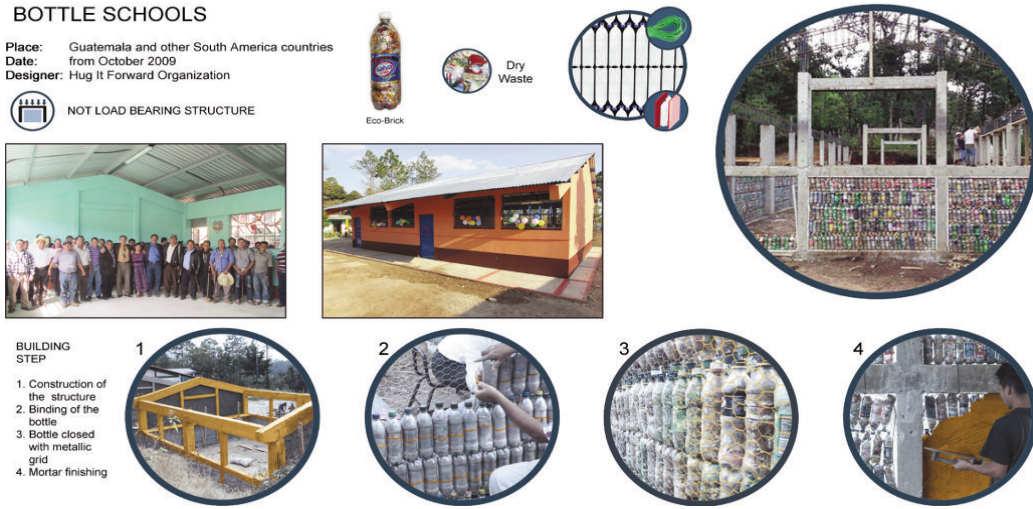 BOTTLE SCHOOLS
Place: Guatemala and other South America countries
Date: from October 2009
Designer: Hug It Forward Organization
NOT LOAD BEARING STRUCTURE
Eco-Brick
Dry
Waste
BUILDING
STEP
1. Construction of
the structure
2. Binding of the
bottle
3. Bottle closed
with metallic
grid
4. Mortar finishing
1
2
3
4